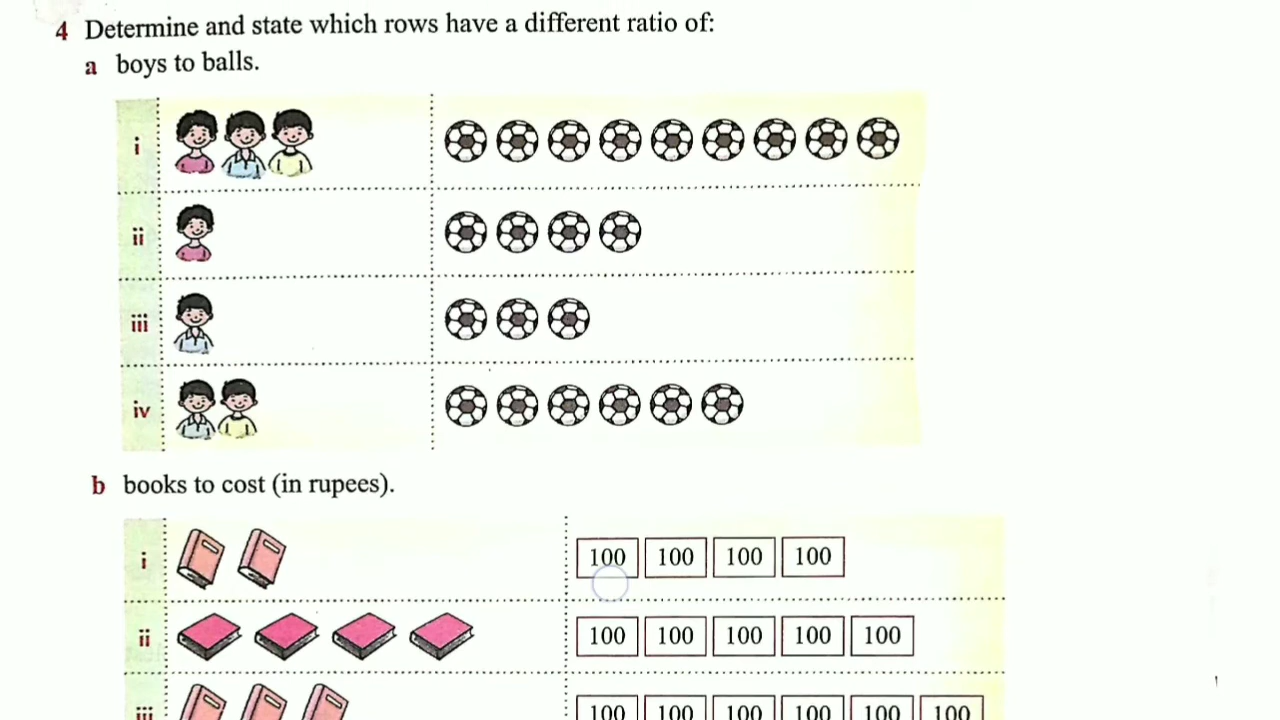 4 Determine and state which rows have a different ratio of:
a boys to balls.
i
ii
iii
iv
b books to cost (in rupees).
i 100 100 100 100
ii 100 100 100 100 100
iii 100 100 100 100 100 100